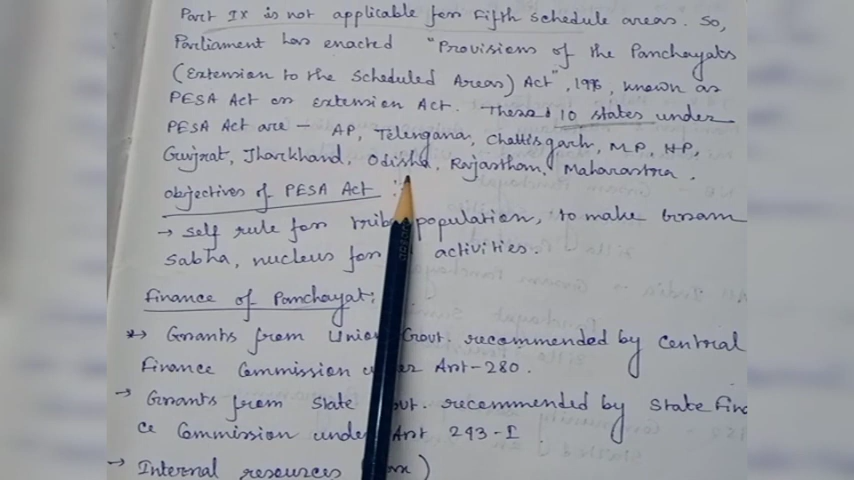 Part IX is not applicable for Fifth schedule areas. So,
Parliament has enacted "Provisions of the Panchayats
(Extension to the Scheduled Areas) Act", 1996, known as
PESA Act or Extension Act. These 10 states under
PESA Act are - AP, Telengana, Chattisgarh, M.P, H.P,
Gujrat, Jharkhand, Odisha, Rajasthan, Maharastra.
objectives of PESA Act :
→ self rule for population, to make Gram
Sabha, nucleus for activities.
Finance of Panchayat:
→ Grants from Union Govt. recommended by Central
Finance Commission Art-280.
→ Grants from State recommended by State Finan
ce Commission under Art 243-I
→ Internal resources